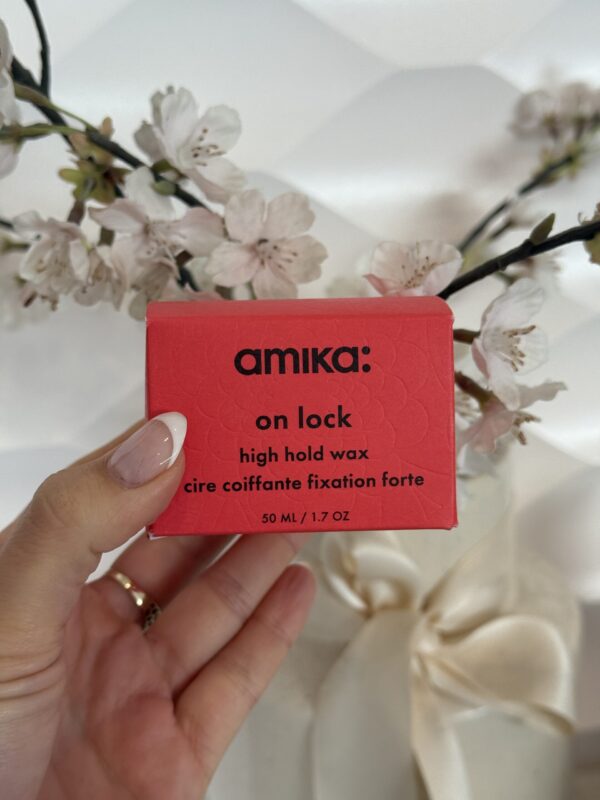 amika:
on lock
high hold wax
cire coiffante fixation forte
50 ML / 1.7 OZ